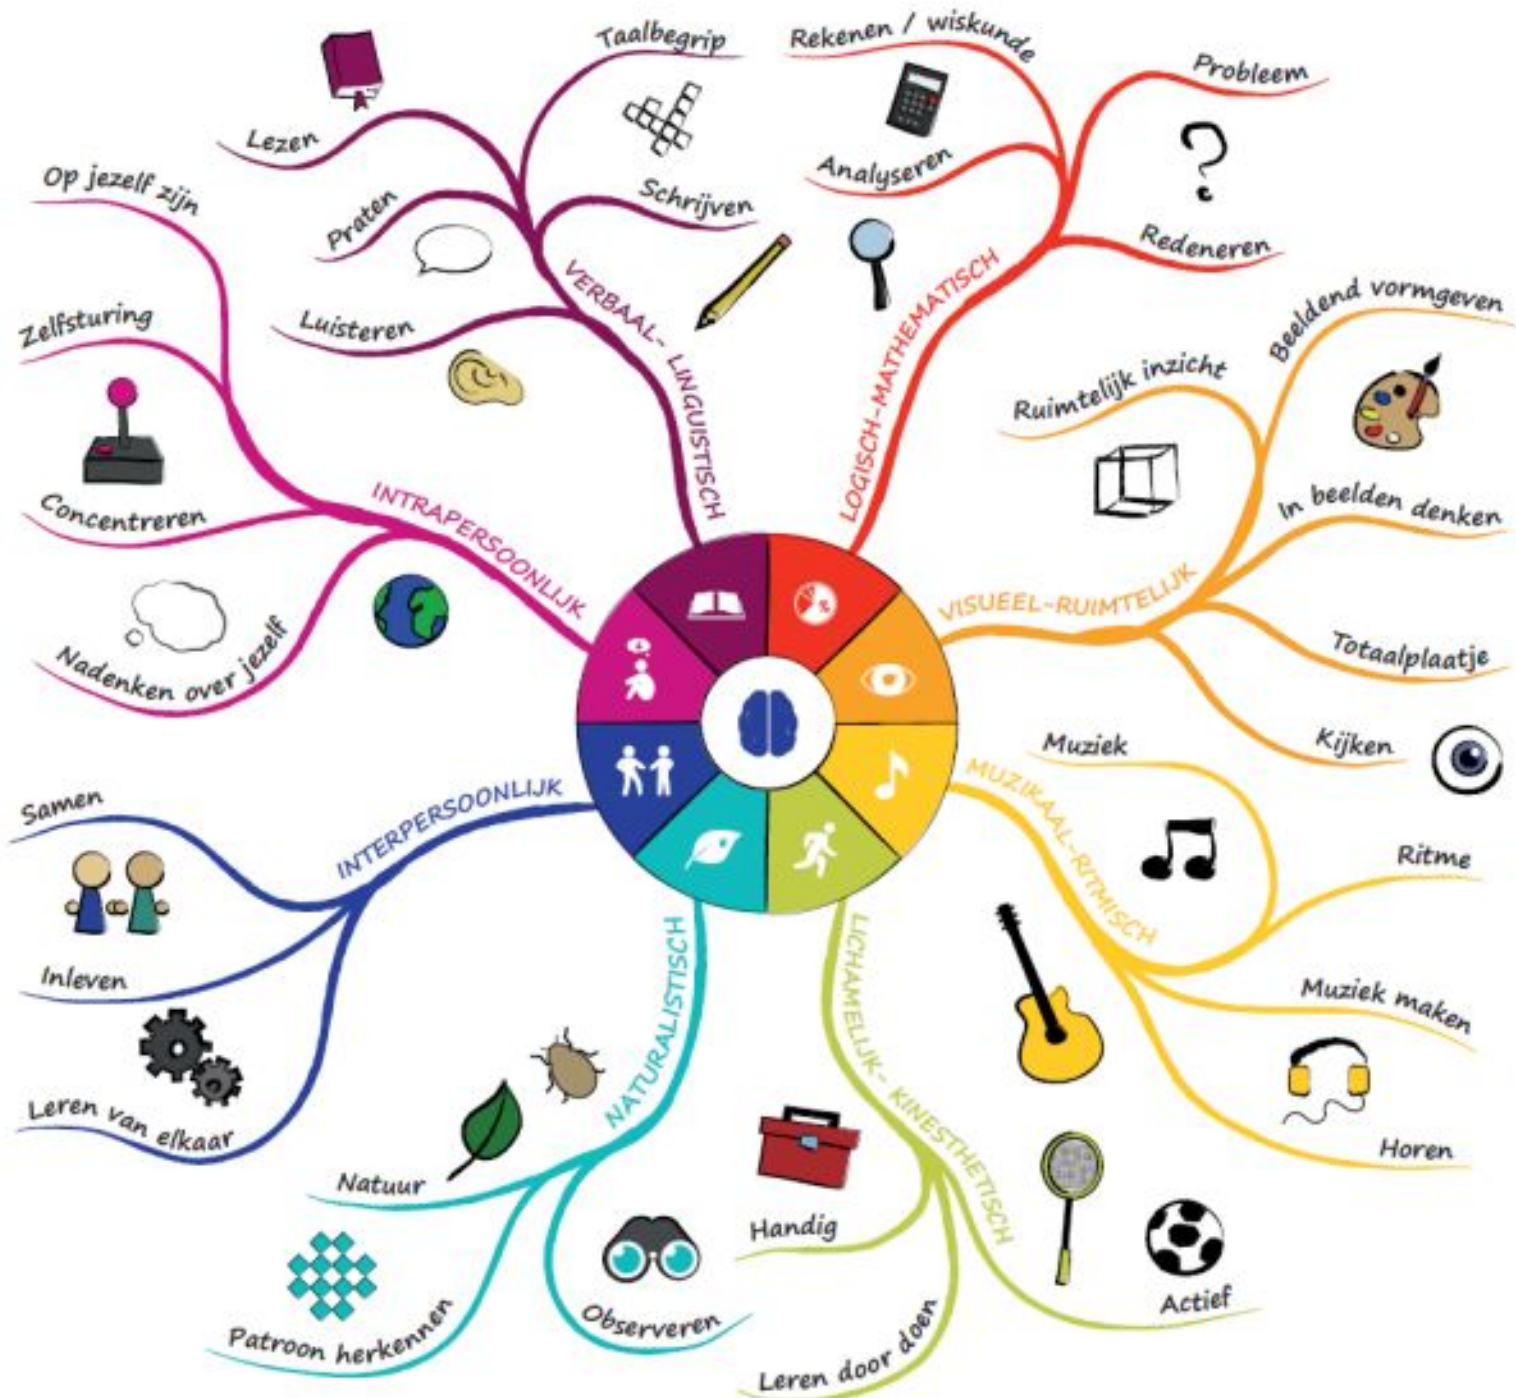 VERBAAL- LINGUISTISCH
Taalbegrip
Lezen
Schrijven
Praten
Luisteren
LOGISCH-MATHEMATISCH
Rekenen / wiskunde
Probleem
Analyseren
Redeneren
VISUEEL-RUIMTELIJK
Beeldend vormgeven
Ruimtelijk inzicht
In beelden denken
Totaalplaatje
Kijken
MUZIKAAL-RITMISCH
Muziek
Ritme
Muziek maken
Horen
LICHAMELIJK- KINESTHETISCH
Handig
Leren door doen
Actief
NATURALISTISCH
Natuur
Patroon herkennen
Observeren
INTERPERSOONLIJK
Samen
Inleven
Leren van elkaar
INTRAPERSOONLIJK
Op jezelf zijn
Zelfsturing
Concentreren
Nadenken over jezelf